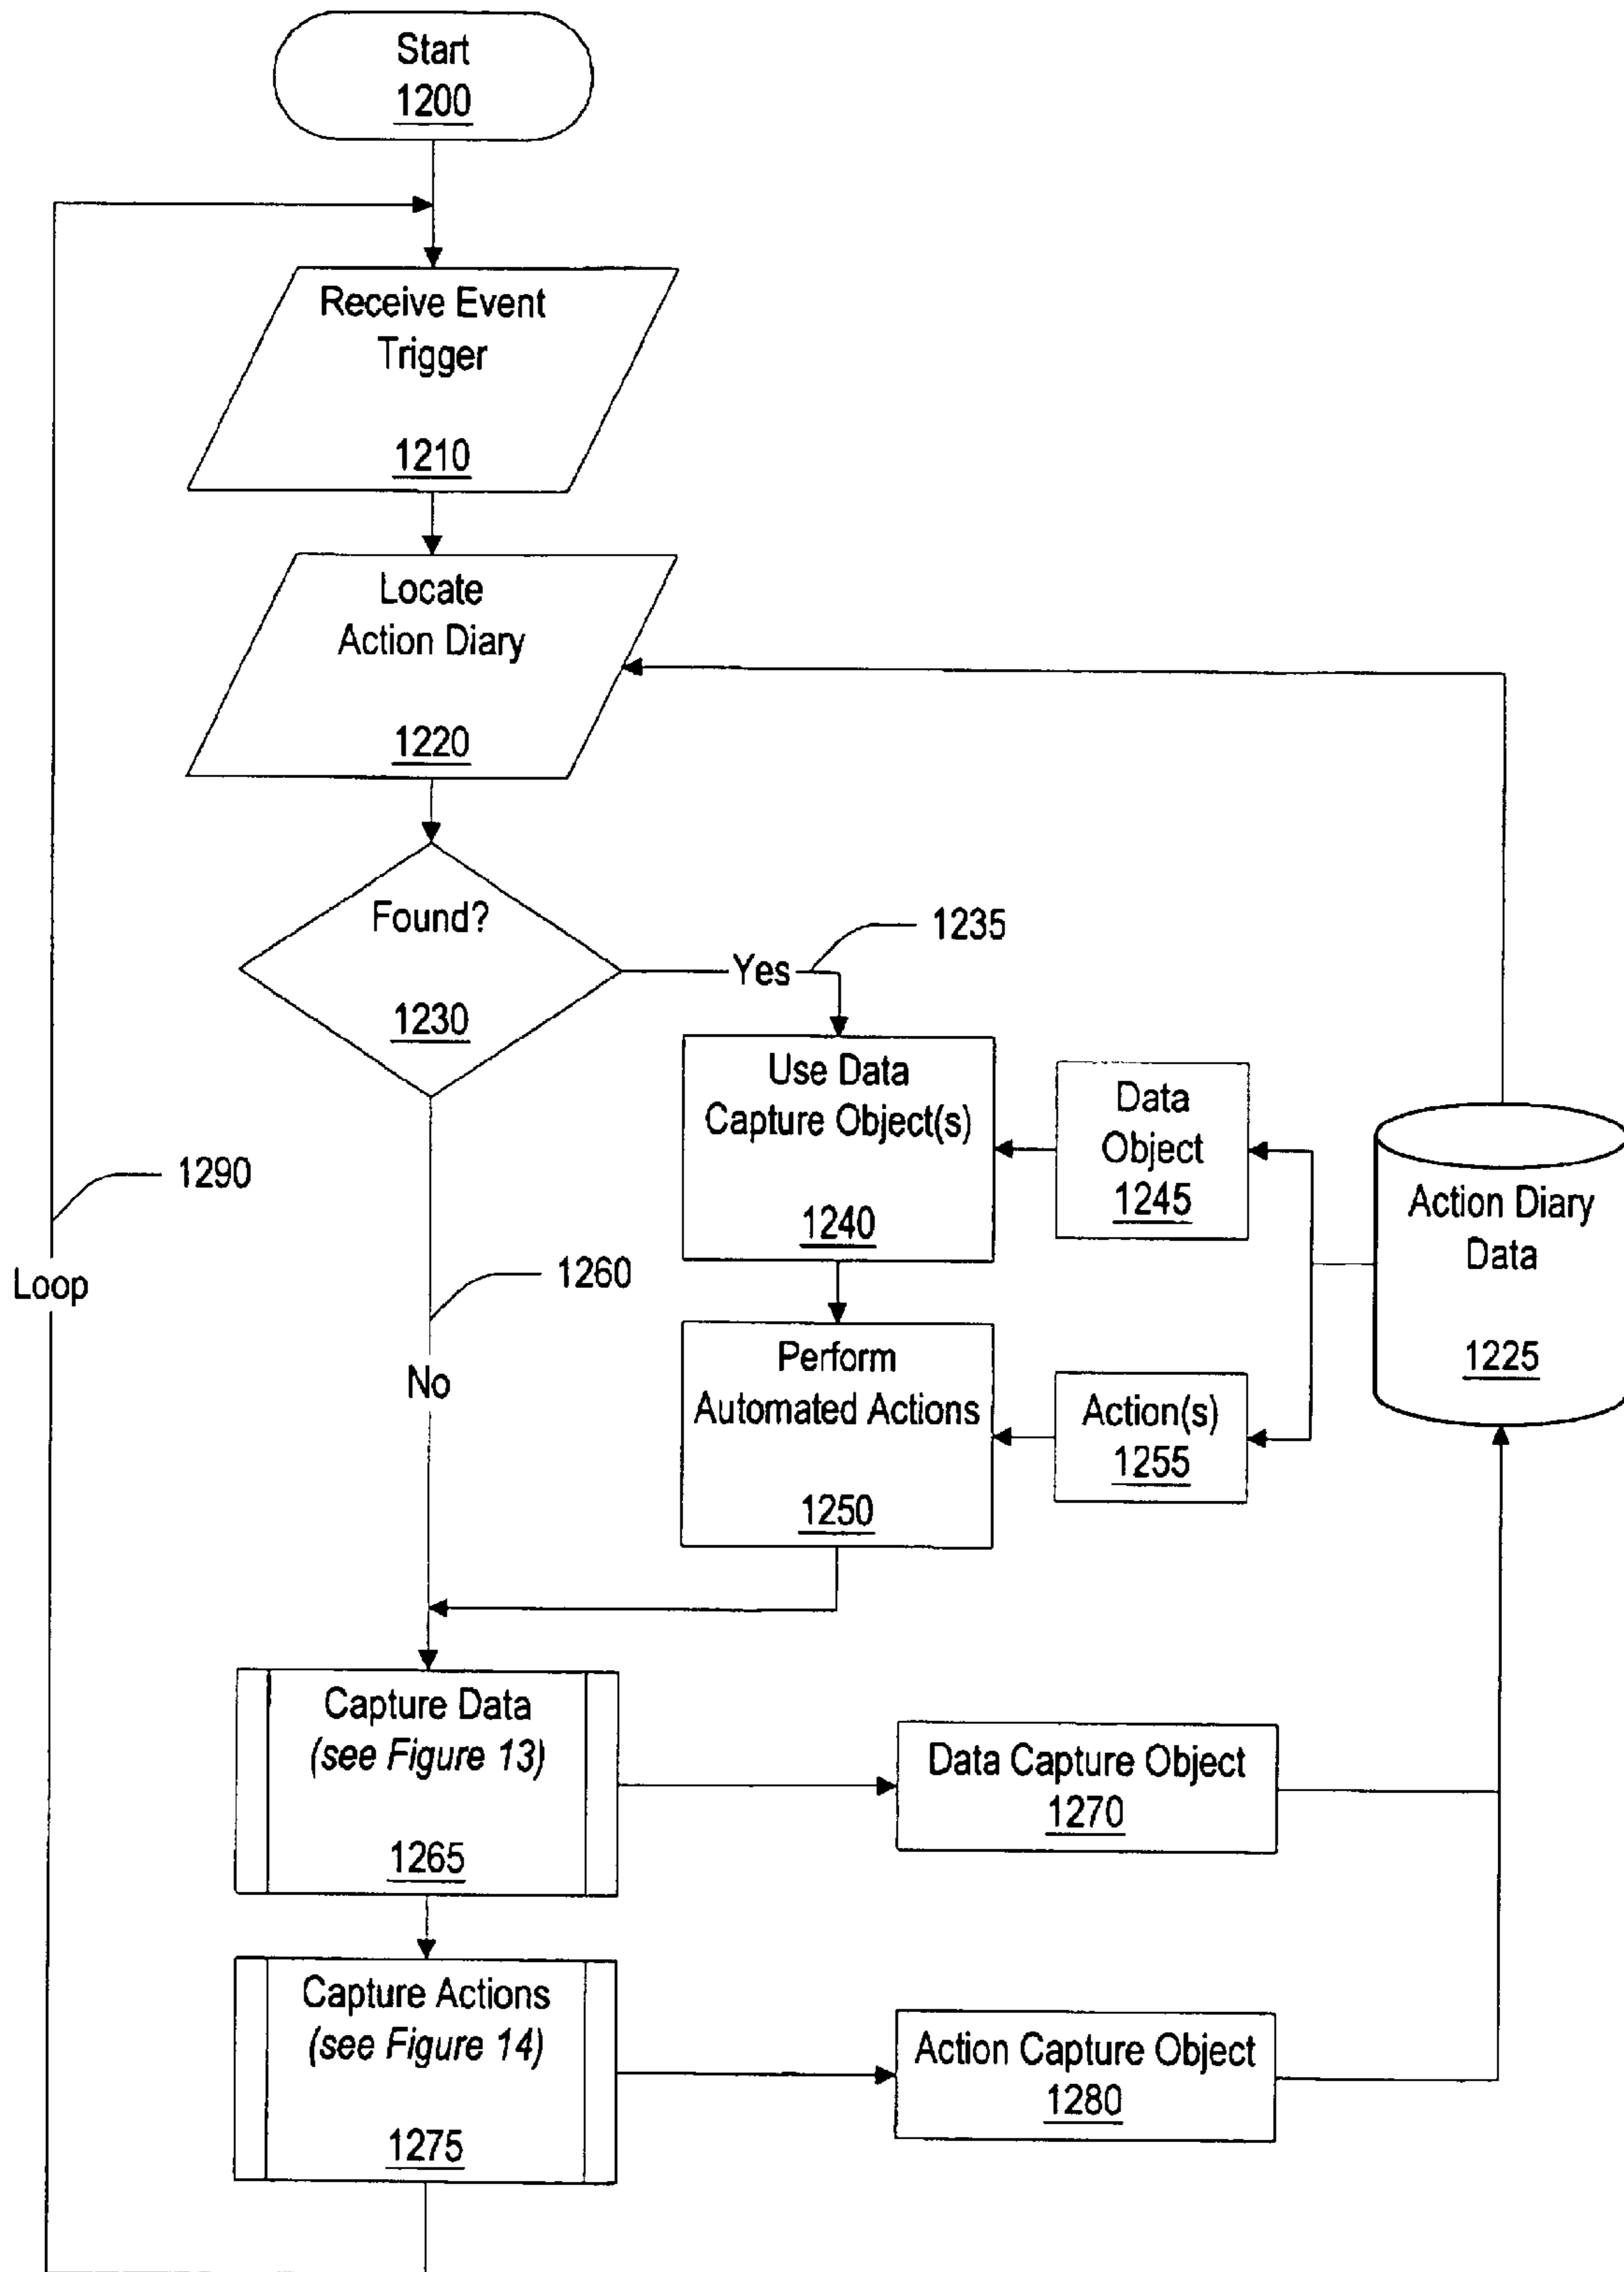 Start
1200
Receive Event
Trigger
1210
Locate
Action Diary
1220
Found?
1230
Yes
1235
Use Data
Capture Object(s)
1240
Data
Object
1245
Action Diary
Data
1225
1290
Loop
1260
No
Perform
Automated Actions
1250
Action(s)
1255
Capture Data
(see Figure 13)
1265
Data Capture Object
1270
Capture Actions
(see Figure 14)
1275
Action Capture Object
1280